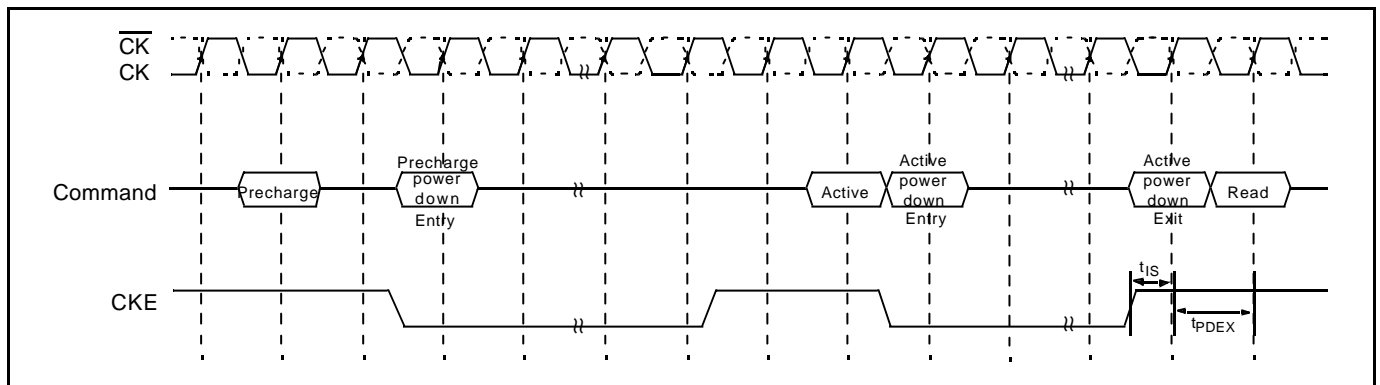 CK
CK
Command
Precharge
Precharge
power
down
Entry
Active
Active
power
down
Entry
Active
power
down
Exit
Read
CKE
tIS
tPDEX